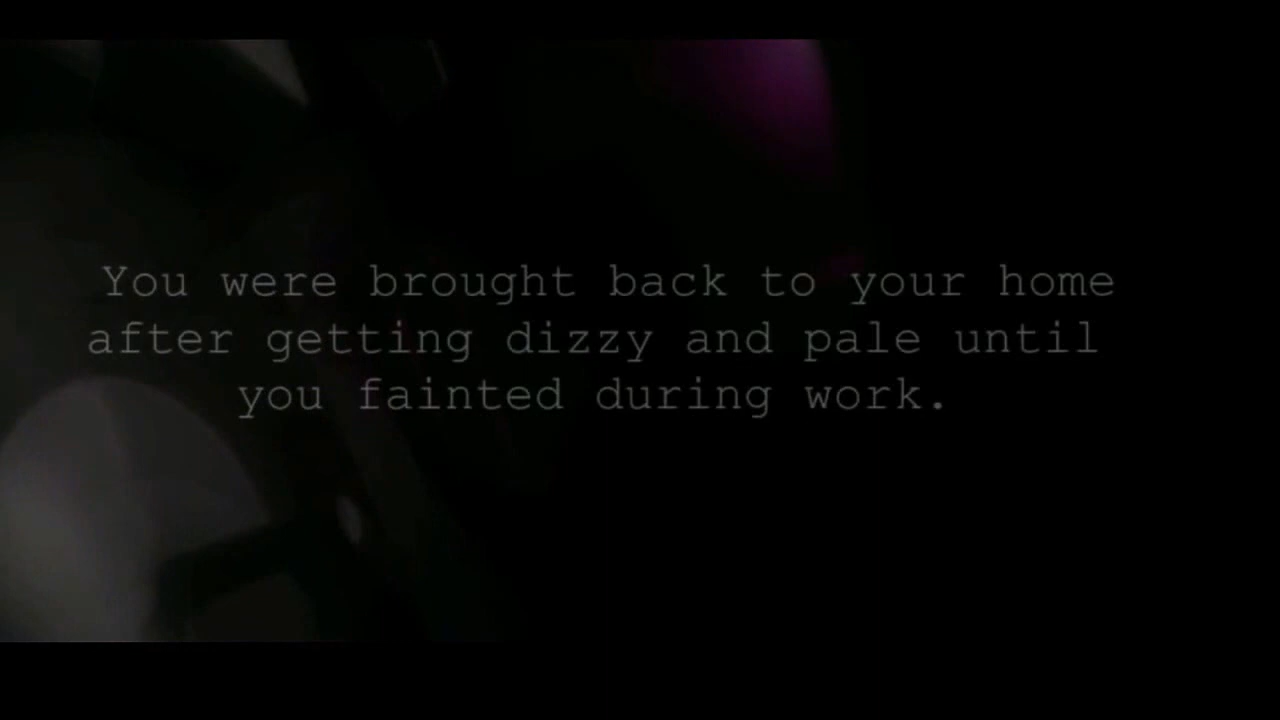 You were brought back to your home
after getting dizzy and pale until
you fainted during work.